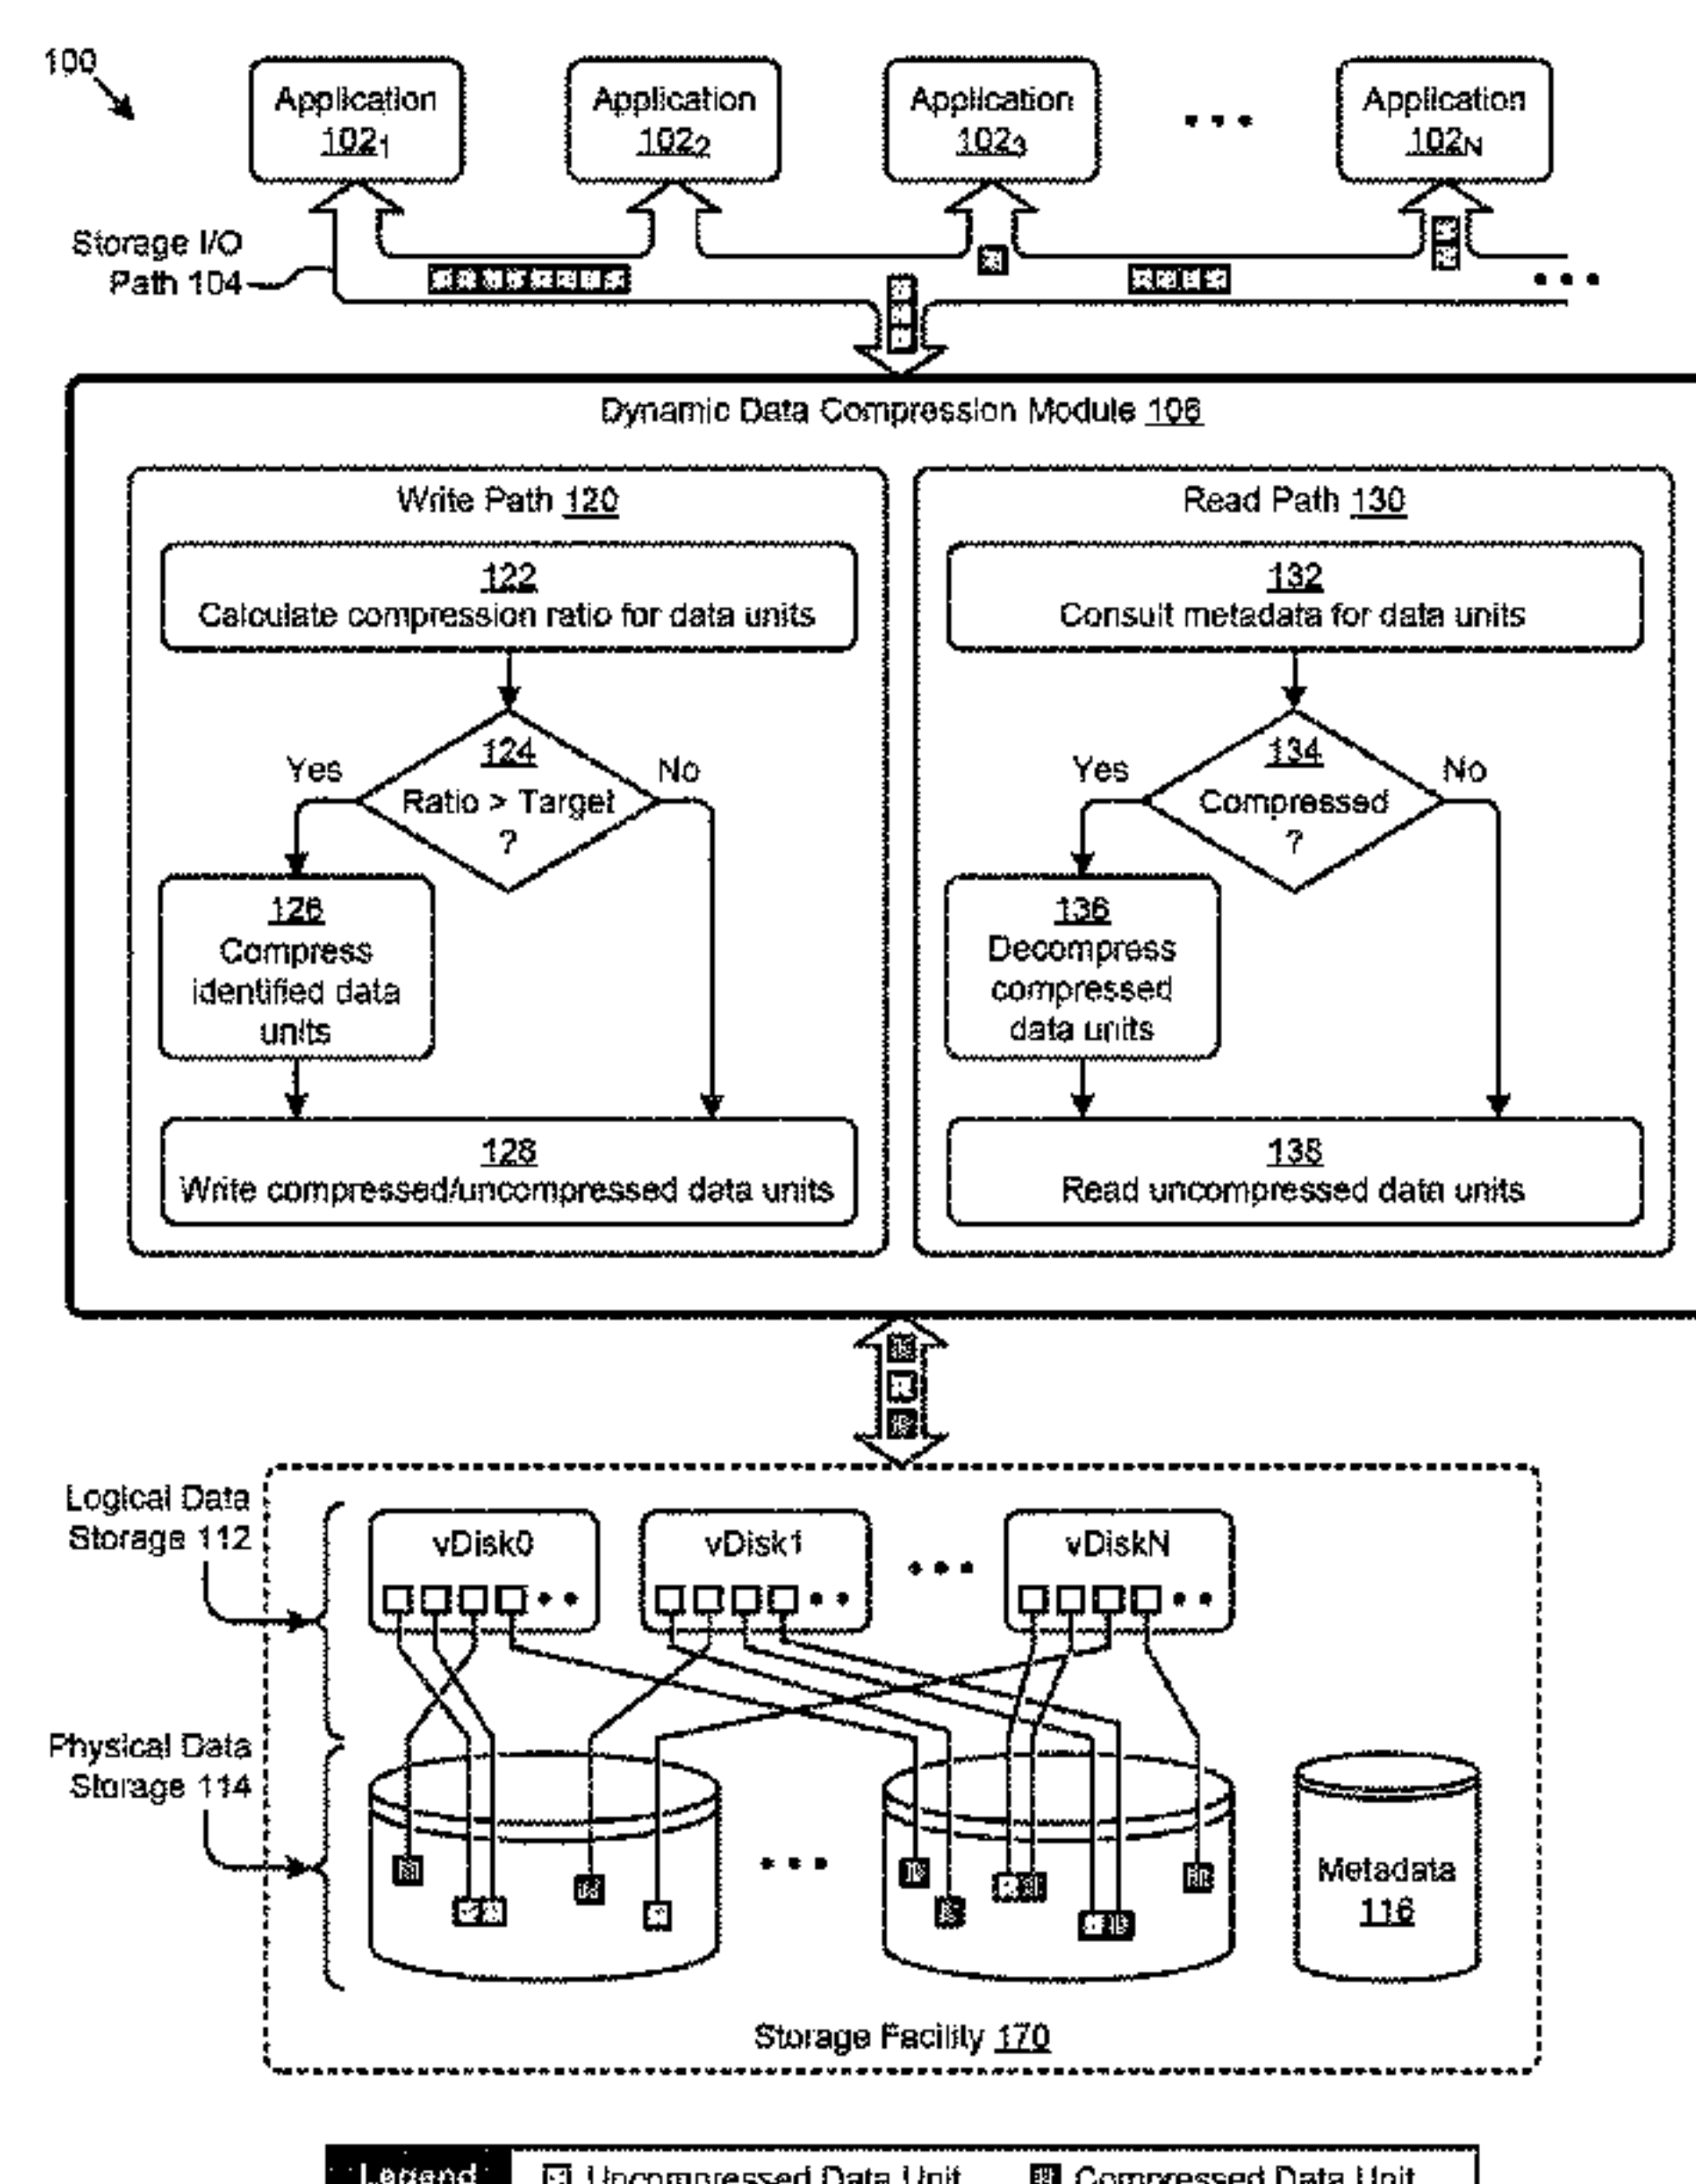 100
Application
102₁
Application
102₂
Application
102₃
• • •
Application
102N
Storage I/O
Path 104
• • •
Dynamic Data Compression Module 106
Write Path 120
122
Calculate compression ratio for data units
Yes
124
Ratio > Target
?
No
126
Compress
identified data
units
128
Write compressed/uncompressed data units
Read Path 130
132
Consult metadata for data units
Yes
134
Compressed
?
No
136
Decompress
compressed
data units
138
Read uncompressed data units
Logical Data
Storage 112
vDisk0
vDisk1
• • •
vDiskN
Physical Data
Storage 114
• • •
Metadata
116
Storage Facility 170
Legend
Uncompressed Data Unit
Compressed Data Unit